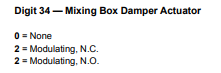 Digit 34 — Mixing Box Damper Actuator
0 = None
2 = Modulating, N.C.
2 = Modulating, N.O.